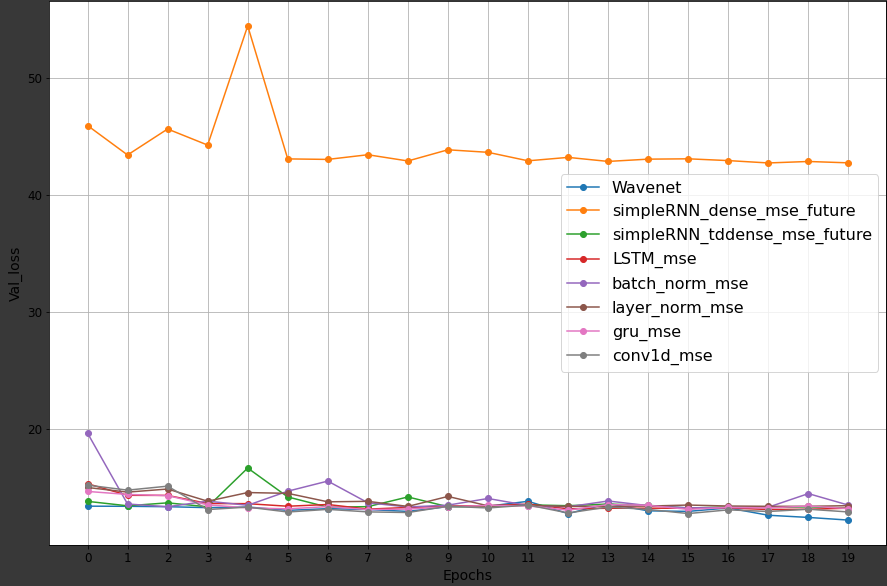 50
40
30
20
Val_loss
Wavenet
simpleRNN_dense_mse_future
simpleRNN_tddense_mse_future
LSTM_mse
batch_norm_mse
layer_norm_mse
gru_mse
conv1d_mse
0 1 2 3 4 5 6 7 8 9 10 11 12 13 14 15 16 17 18 19
Epochs